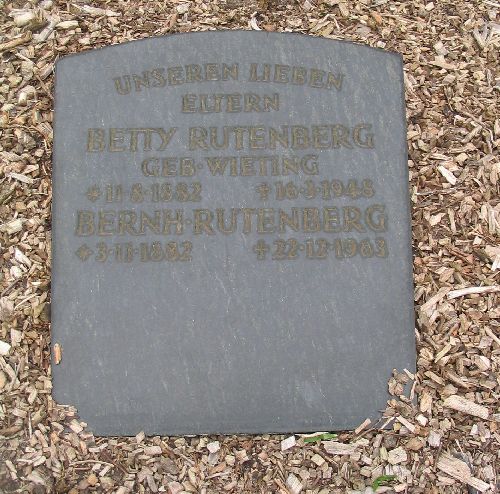 UNSEREN LIEBEN
ELTERN
BETTY RUTENBERG
GEB·WIETING
*11·8·1882 †16·3·1948
BERNH·RUTENBERG
*3·11·1882 †22·12·1963